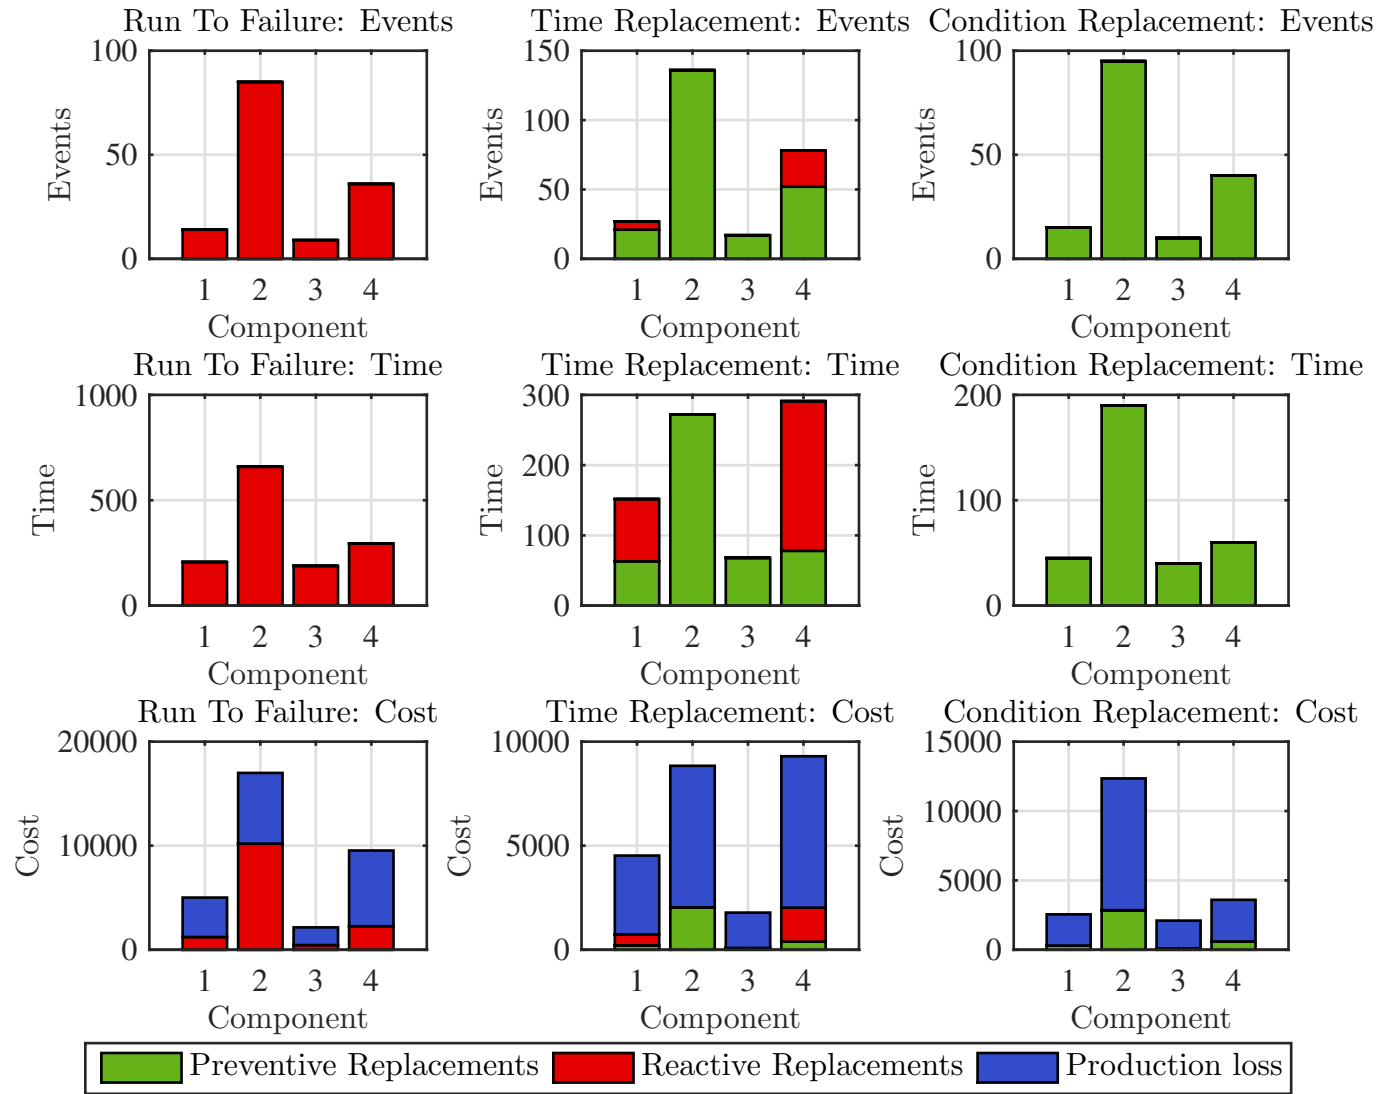 Run To Failure: Events
100
50
0
Events
1 2 3 4
Component
Time Replacement: Events
150
100
50
0
Events
1 2 3 4
Component
Condition Replacement: Events
100
50
0
Events
1 2 3 4
Component
Run To Failure: Time
1000
500
0
Time
1 2 3 4
Component
Time Replacement: Time
300
200
100
0
Time
1 2 3 4
Component
Condition Replacement: Time
200
100
0
Time
1 2 3 4
Component
Run To Failure: Cost
20000
10000
0
Cost
1 2 3 4
Component
Time Replacement: Cost
10000
5000
0
Cost
1 2 3 4
Component
Condition Replacement: Cost
15000
10000
5000
0
Cost
1 2 3 4
Component
Preventive Replacements Reactive Replacements Production loss